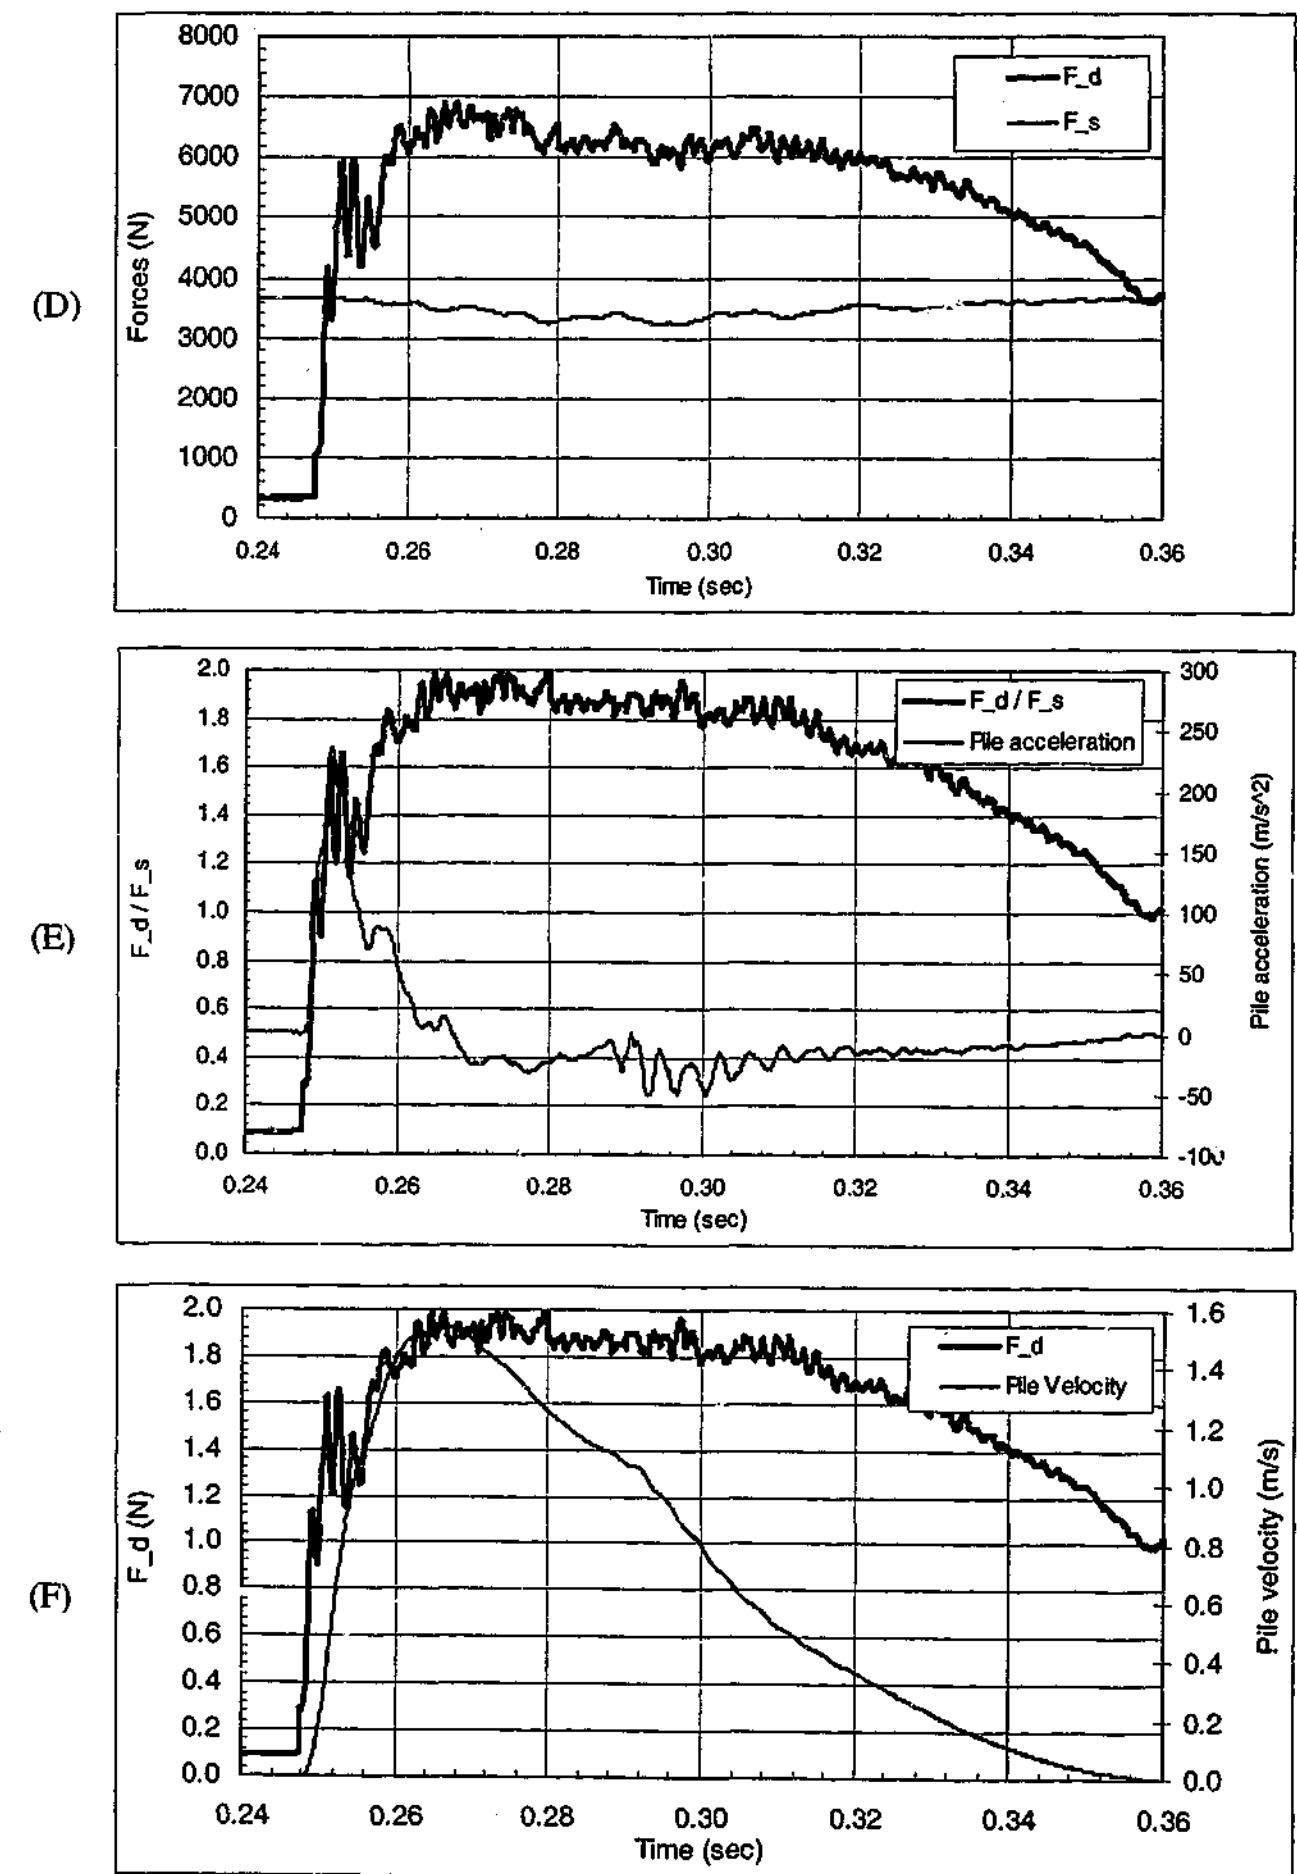 8000
7000
6000
5000
4000
3000
2000
1000
0
Forces (N)
(D)
F_d
F_s
0.24 0.26 0.28 0.30 0.32 0.34 0.36
Time (sec)
2.0
1.8
1.6
1.4
1.2
1.0
0.8
0.6
0.4
0.2
0.0
F_d / F_s
(E)
F_d / F_s
Pile acceleration
300
250
200
150
100
50
0
-50
-100
Pile acceleration (m/s^2)
0.24 0.26 0.28 0.30 0.32 0.34 0.36
Time (sec)
2.0
1.8
1.6
1.4
1.2
1.0
0.8
0.6
0.4
0.2
0.0
F_d (N)
(F)
F_d
Pile Velocity
1.6
1.4
1.2
1.0
0.8
0.6
0.4
0.2
0.0
Pile velocity (m/s)
0.24 0.26 0.28 0.30 0.32 0.34 0.36
Time (sec)